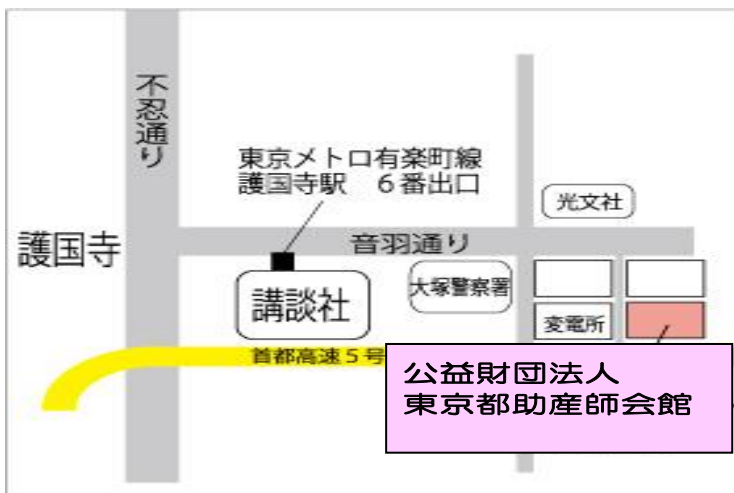 不忍通り
東京メトロ有楽町線
護国寺駅　６番出口
光文社
護国寺
音羽通り
講談社
大塚警察署
変電所
首都高速５号
公益財団法人
東京都助産師会館